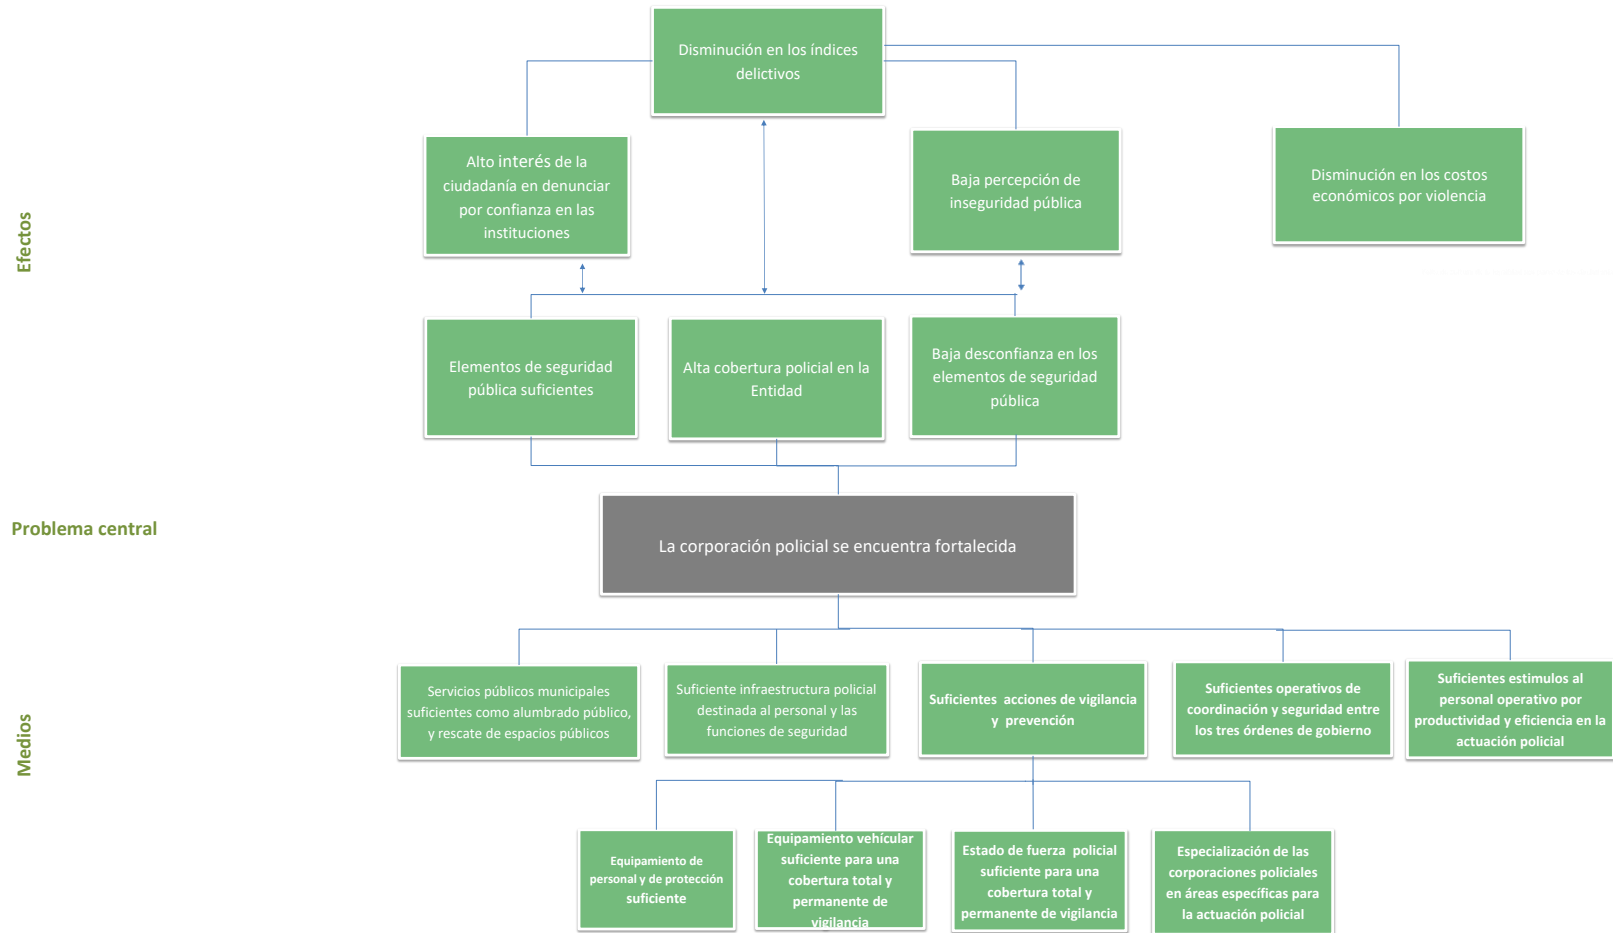 Disminución en los índices
delictivos
Efectos
Alto interés de la
ciudadanía en denunciar
por confianza en las
instituciones
Baja percepción de
inseguridad pública
Disminución en los costos
económicos por violencia
Elementos de seguridad
pública suficientes
Alta cobertura policial en la
Entidad
Baja desconfianza en los
elementos de seguridad
pública
Problema central
La corporación policial se encuentra fortalecida
Medios
Servicios públicos municipales
suficientes como alumbrado público,
y rescate de espacios públicos
Suficiente infraestructura policial
destinada al personal y las
funciones de seguridad
Suficientes acciones de vigilancia
y prevención
Suficientes operativos de
coordinación y seguridad entre
los tres órdenes de gobierno
Suficientes estimulos al
personal operativo por
productividad y eficiencia en la
actuación policial
Equipamiento de
personal y de protección
suficiente
Equipamiento vehícular
suficiente para una
cobertura total y
permanente de
vigilancia
Estado de fuerza policial
suficiente para una
cobertura total y
permanente de vigilancia
Especialización de las
corporaciones policiales
en áreas específicas para
la actuación policial